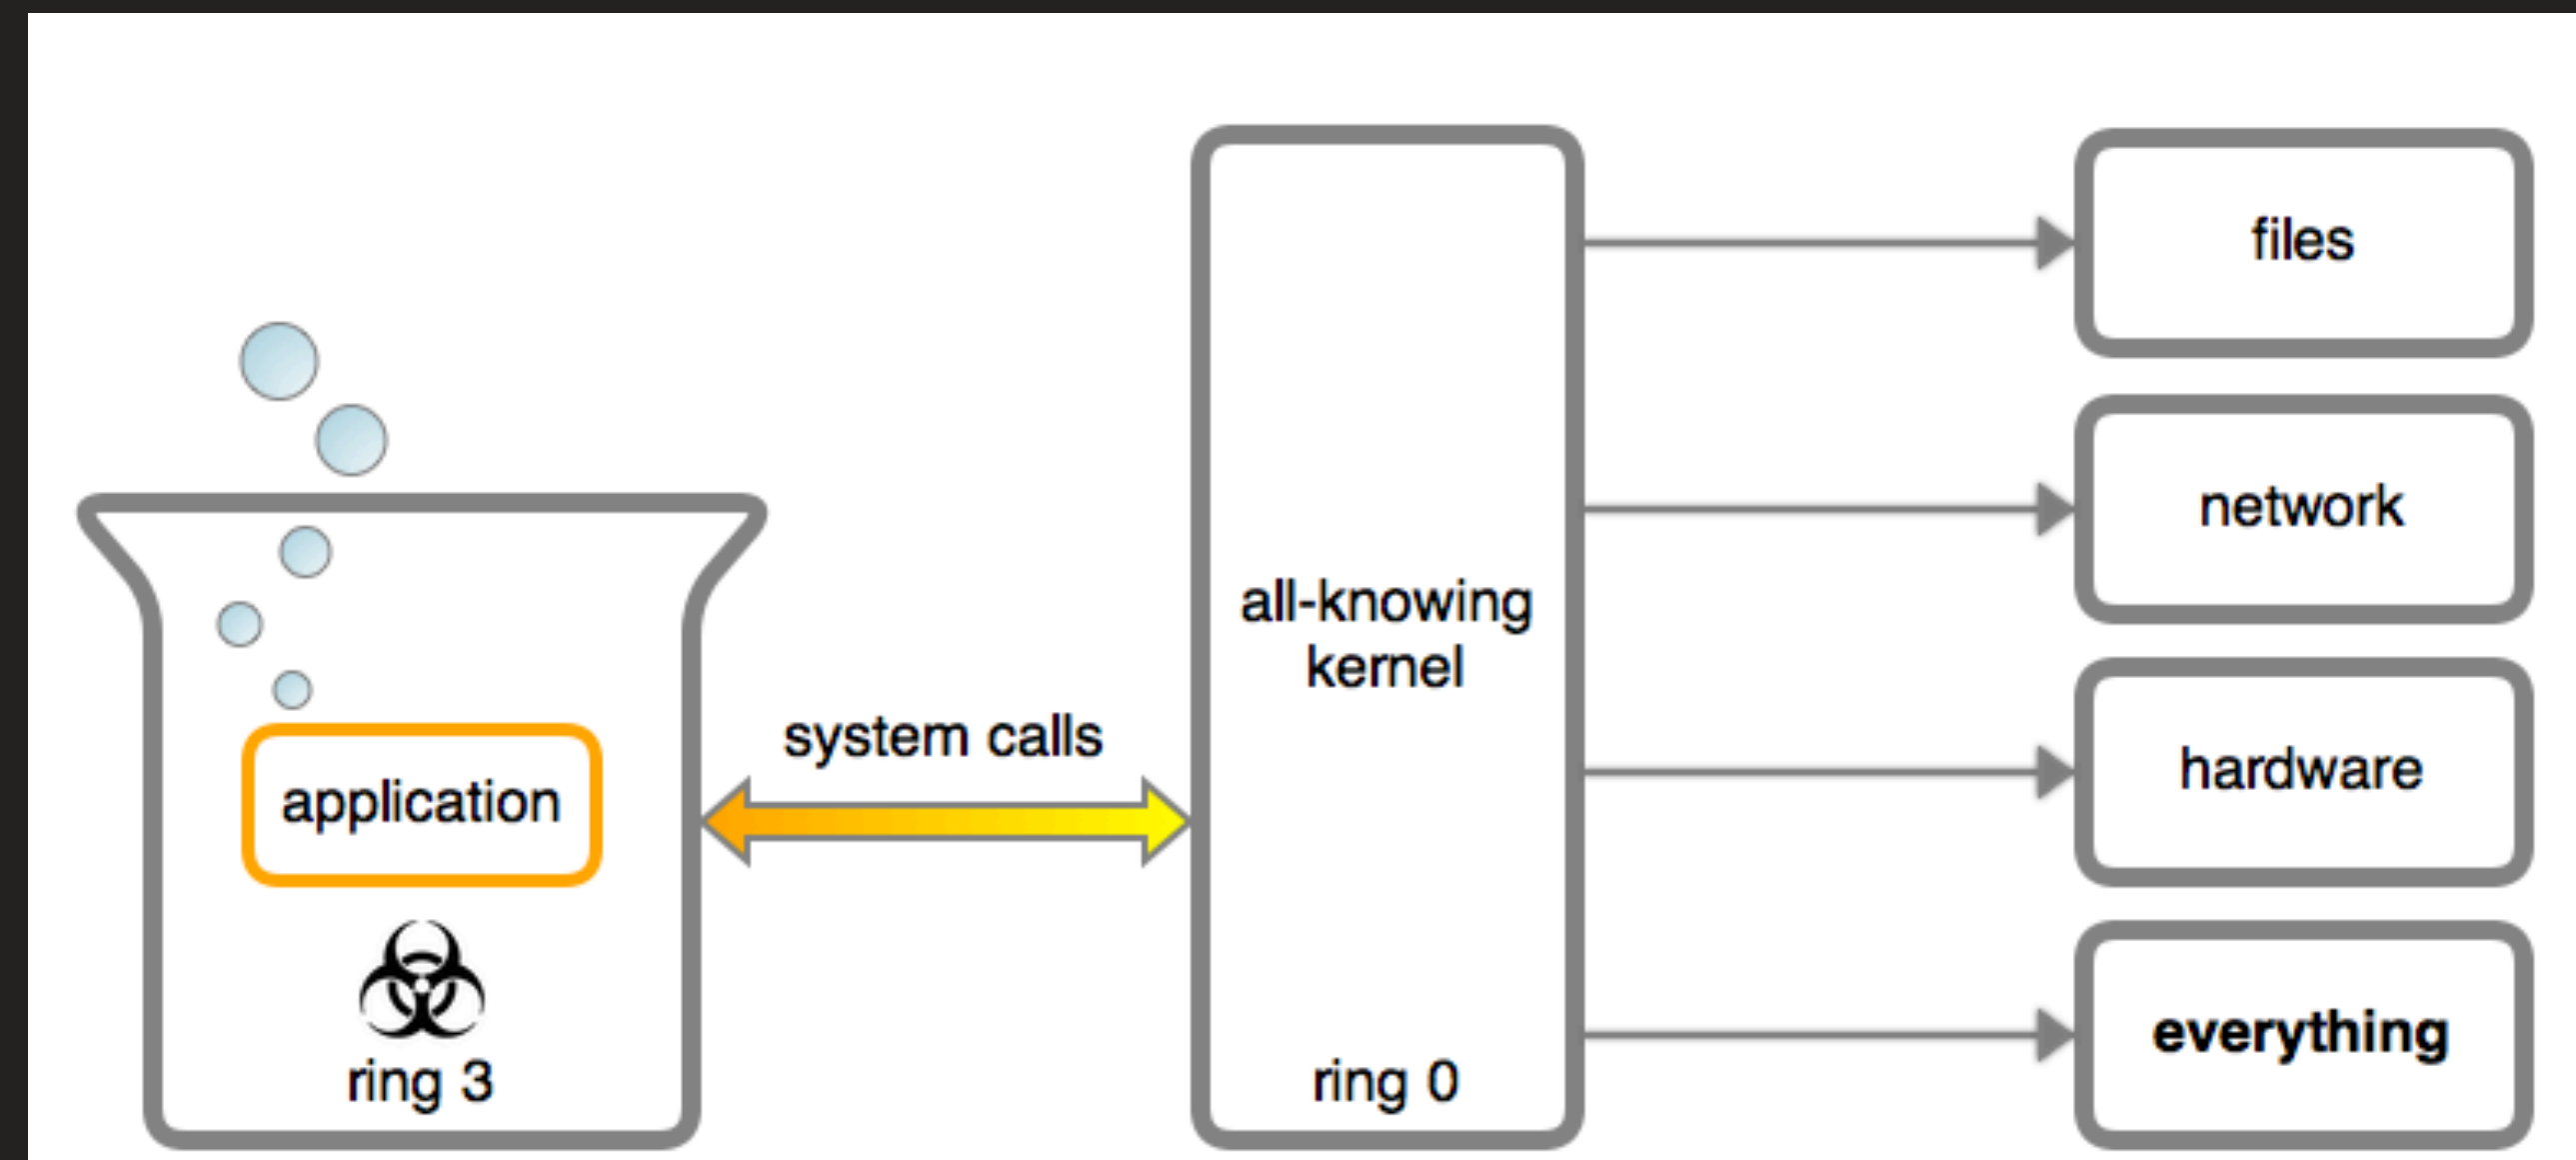 application
ring 3
system calls
all-knowing
kernel
ring 0
files
network
hardware
everything